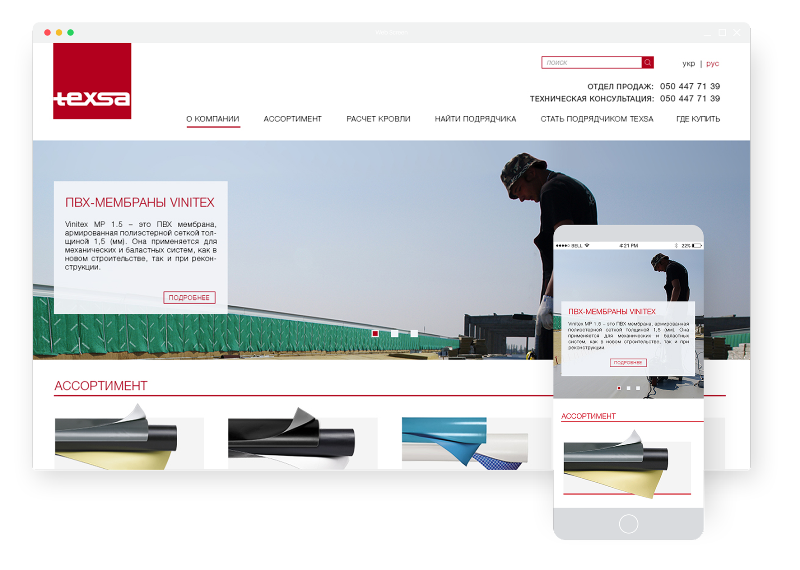 texsa
поиск
укр | рус
ОТДЕЛ ПРОДАЖ: 050 447 71 39
ТЕХНИЧЕСКАЯ КОНСУЛЬТАЦИЯ: 050 447 71 39
О КОМПАНИИ АССОРТИМЕНТ РАСЧЕТ КРОВЛИ НАЙТИ ПОДРЯДЧИКА СТАТЬ ПОДРЯДЧИКОМ TEXSA ГДЕ КУПИТЬ
ПВХ-МЕМБРАНЫ VINITEX
Vinitex MP 1.5 – это ПВХ мембрана,
армированная полиэстерной сеткой тол-
щиной 1,5 (мм). Она применяется для
механических и баластных систем, как в
новом строительстве, так и при рекон-
струкции.
ПОДРОБНЕЕ
АССОРТИМЕНТ
BELL 4:21 PM 22%
ПВХ-МЕМБРАНЫ VINITEX
Vinitex MP 1.5 – это ПВХ мембрана, армированная
полиэстерной сеткой толщиной 1,5 (мм). Она
применяется для механических и баластных
систем, как в новом строительстве, так и при
реконструкции.
ПОДРОБНЕЕ
АССОРТИМЕНТ